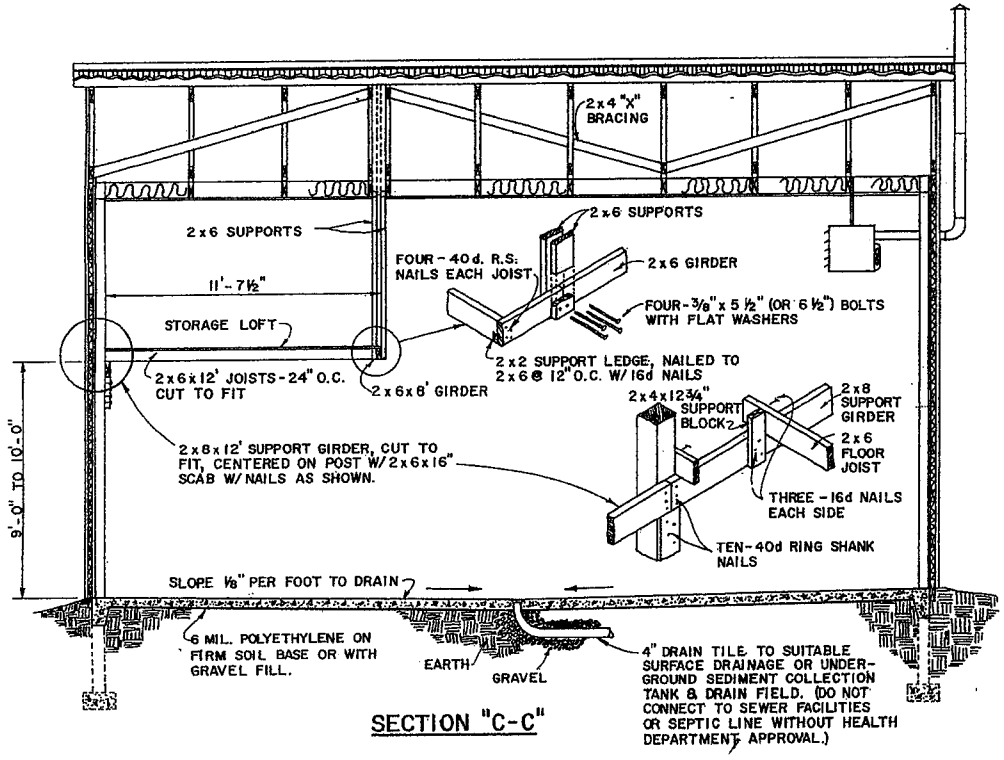 2x4 "X"
BRACING
2x6 SUPPORTS
2x6 SUPPORTS
FOUR-40d. R.S.
NAILS EACH JOIST
2x6 GIRDER
11'-7½"
FOUR-⅜"x 5½" (OR 6½") BOLTS
WITH FLAT WASHERS
STORAGE LOFT
2x2 SUPPORT LEDGE, NAILED TO
2x6 @ 12" O.C. W/16d NAILS
2x6x12' JOISTS-24" O.C.
CUT TO FIT
2x6x8' GIRDER
2x4x12¾"
SUPPORT
BLOCK
2x8
SUPPORT
GIRDER
2x6
FLOOR
JOIST
2x8x12' SUPPORT GIRDER, CUT TO
FIT, CENTERED ON POST W/2x6x16"
SCAB W/NAILS AS SHOWN.
9'-0" TO 10'-0"
THREE-16d NAILS
EACH SIDE
TEN-40d RING SHANK
NAILS
SLOPE ⅛" PER FOOT TO DRAIN
6 MIL. POLYETHYLENE ON
FIRM SOIL BASE OR WITH
GRAVEL FILL.
EARTH
GRAVEL
4" DRAIN TILE TO SUITABLE
SURFACE DRAINAGE OR UNDER-
GROUND SEDIMENT COLLECTION
TANK & DRAIN FIELD. (DO NOT
CONNECT TO SEWER FACILITIES
OR SEPTIC LINE WITHOUT HEALTH
DEPARTMENT APPROVAL.)
SECTION "C-C"